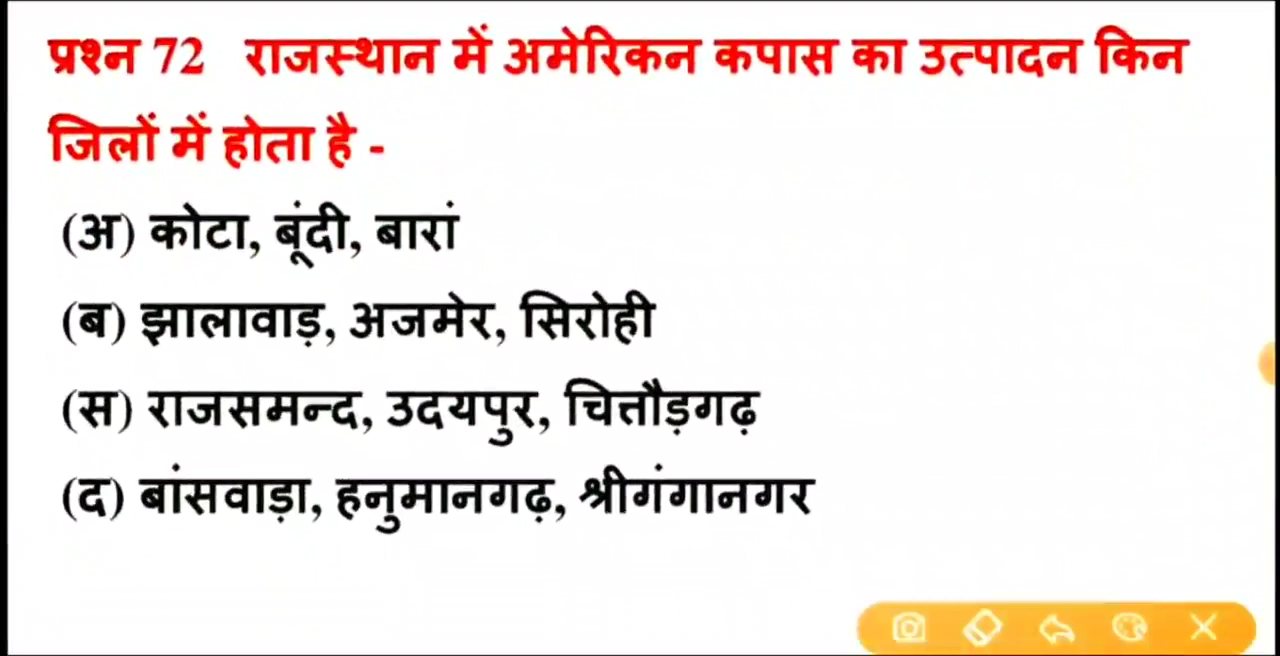 प्रश्न 72 राजस्थान में अमेरिकन कपास का उत्पादन किन
जिलों में होता है -
(अ) कोटा, बूंदी, बारां
(ब) झालावाड़, अजमेर, सिरोही
(स) राजसमन्द, उदयपुर, चित्तौड़गढ़
(द) बांसवाड़ा, हनुमानगढ़, श्रीगंगानगर